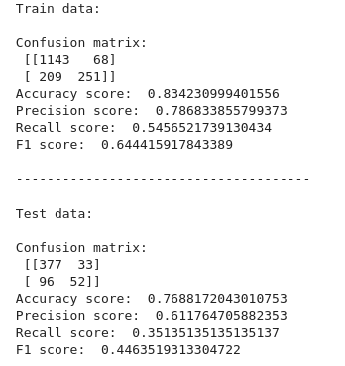 Train data:
Confusion matrix:
[[1143   68]
[ 209  251]]
Accuracy score:  0.834230999401556
Precision score:  0.786833855799373
Recall score:  0.5456521739130434
F1 score:  0.644415917843389
---------------------------------------
Test data:
Confusion matrix:
[[377  33]
[ 96  52]]
Accuracy score:  0.7688172043010753
Precision score:  0.611764705882353
Recall score:  0.35135135135135137
F1 score:  0.4463519313304722